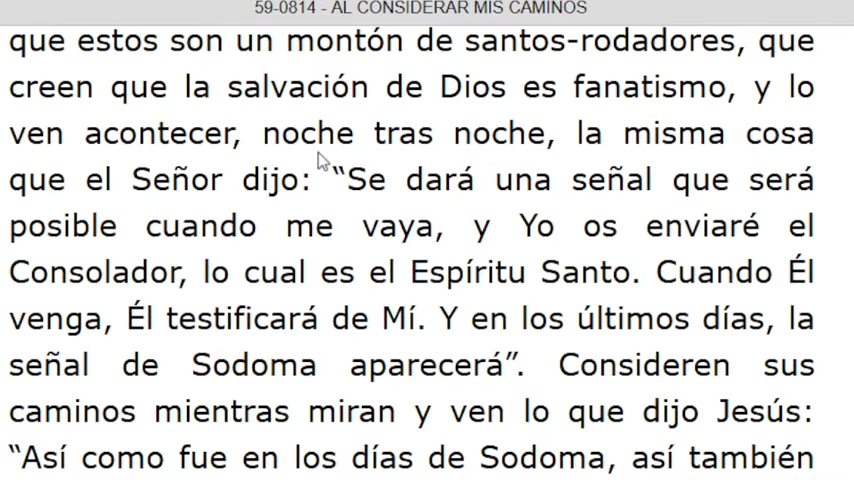 59-0814 - AL CONSIDERAR MIS CAMINOS
que estos son un montón de santos-rodadores, que
creen que la salvación de Dios es fanatismo, y lo
ven acontecer, noche tras noche, la misma cosa
que el Señor dijo: “Se dará una señal que será
posible cuando me vaya, y Yo os enviaré el
Consolador, lo cual es el Espíritu Santo. Cuando Él
venga, Él testificará de Mí. Y en los últimos días, la
señal de Sodoma aparecerá”. Consideren sus
caminos mientras miran y ven lo que dijo Jesús:
“Así como fue en los días de Sodoma, así también